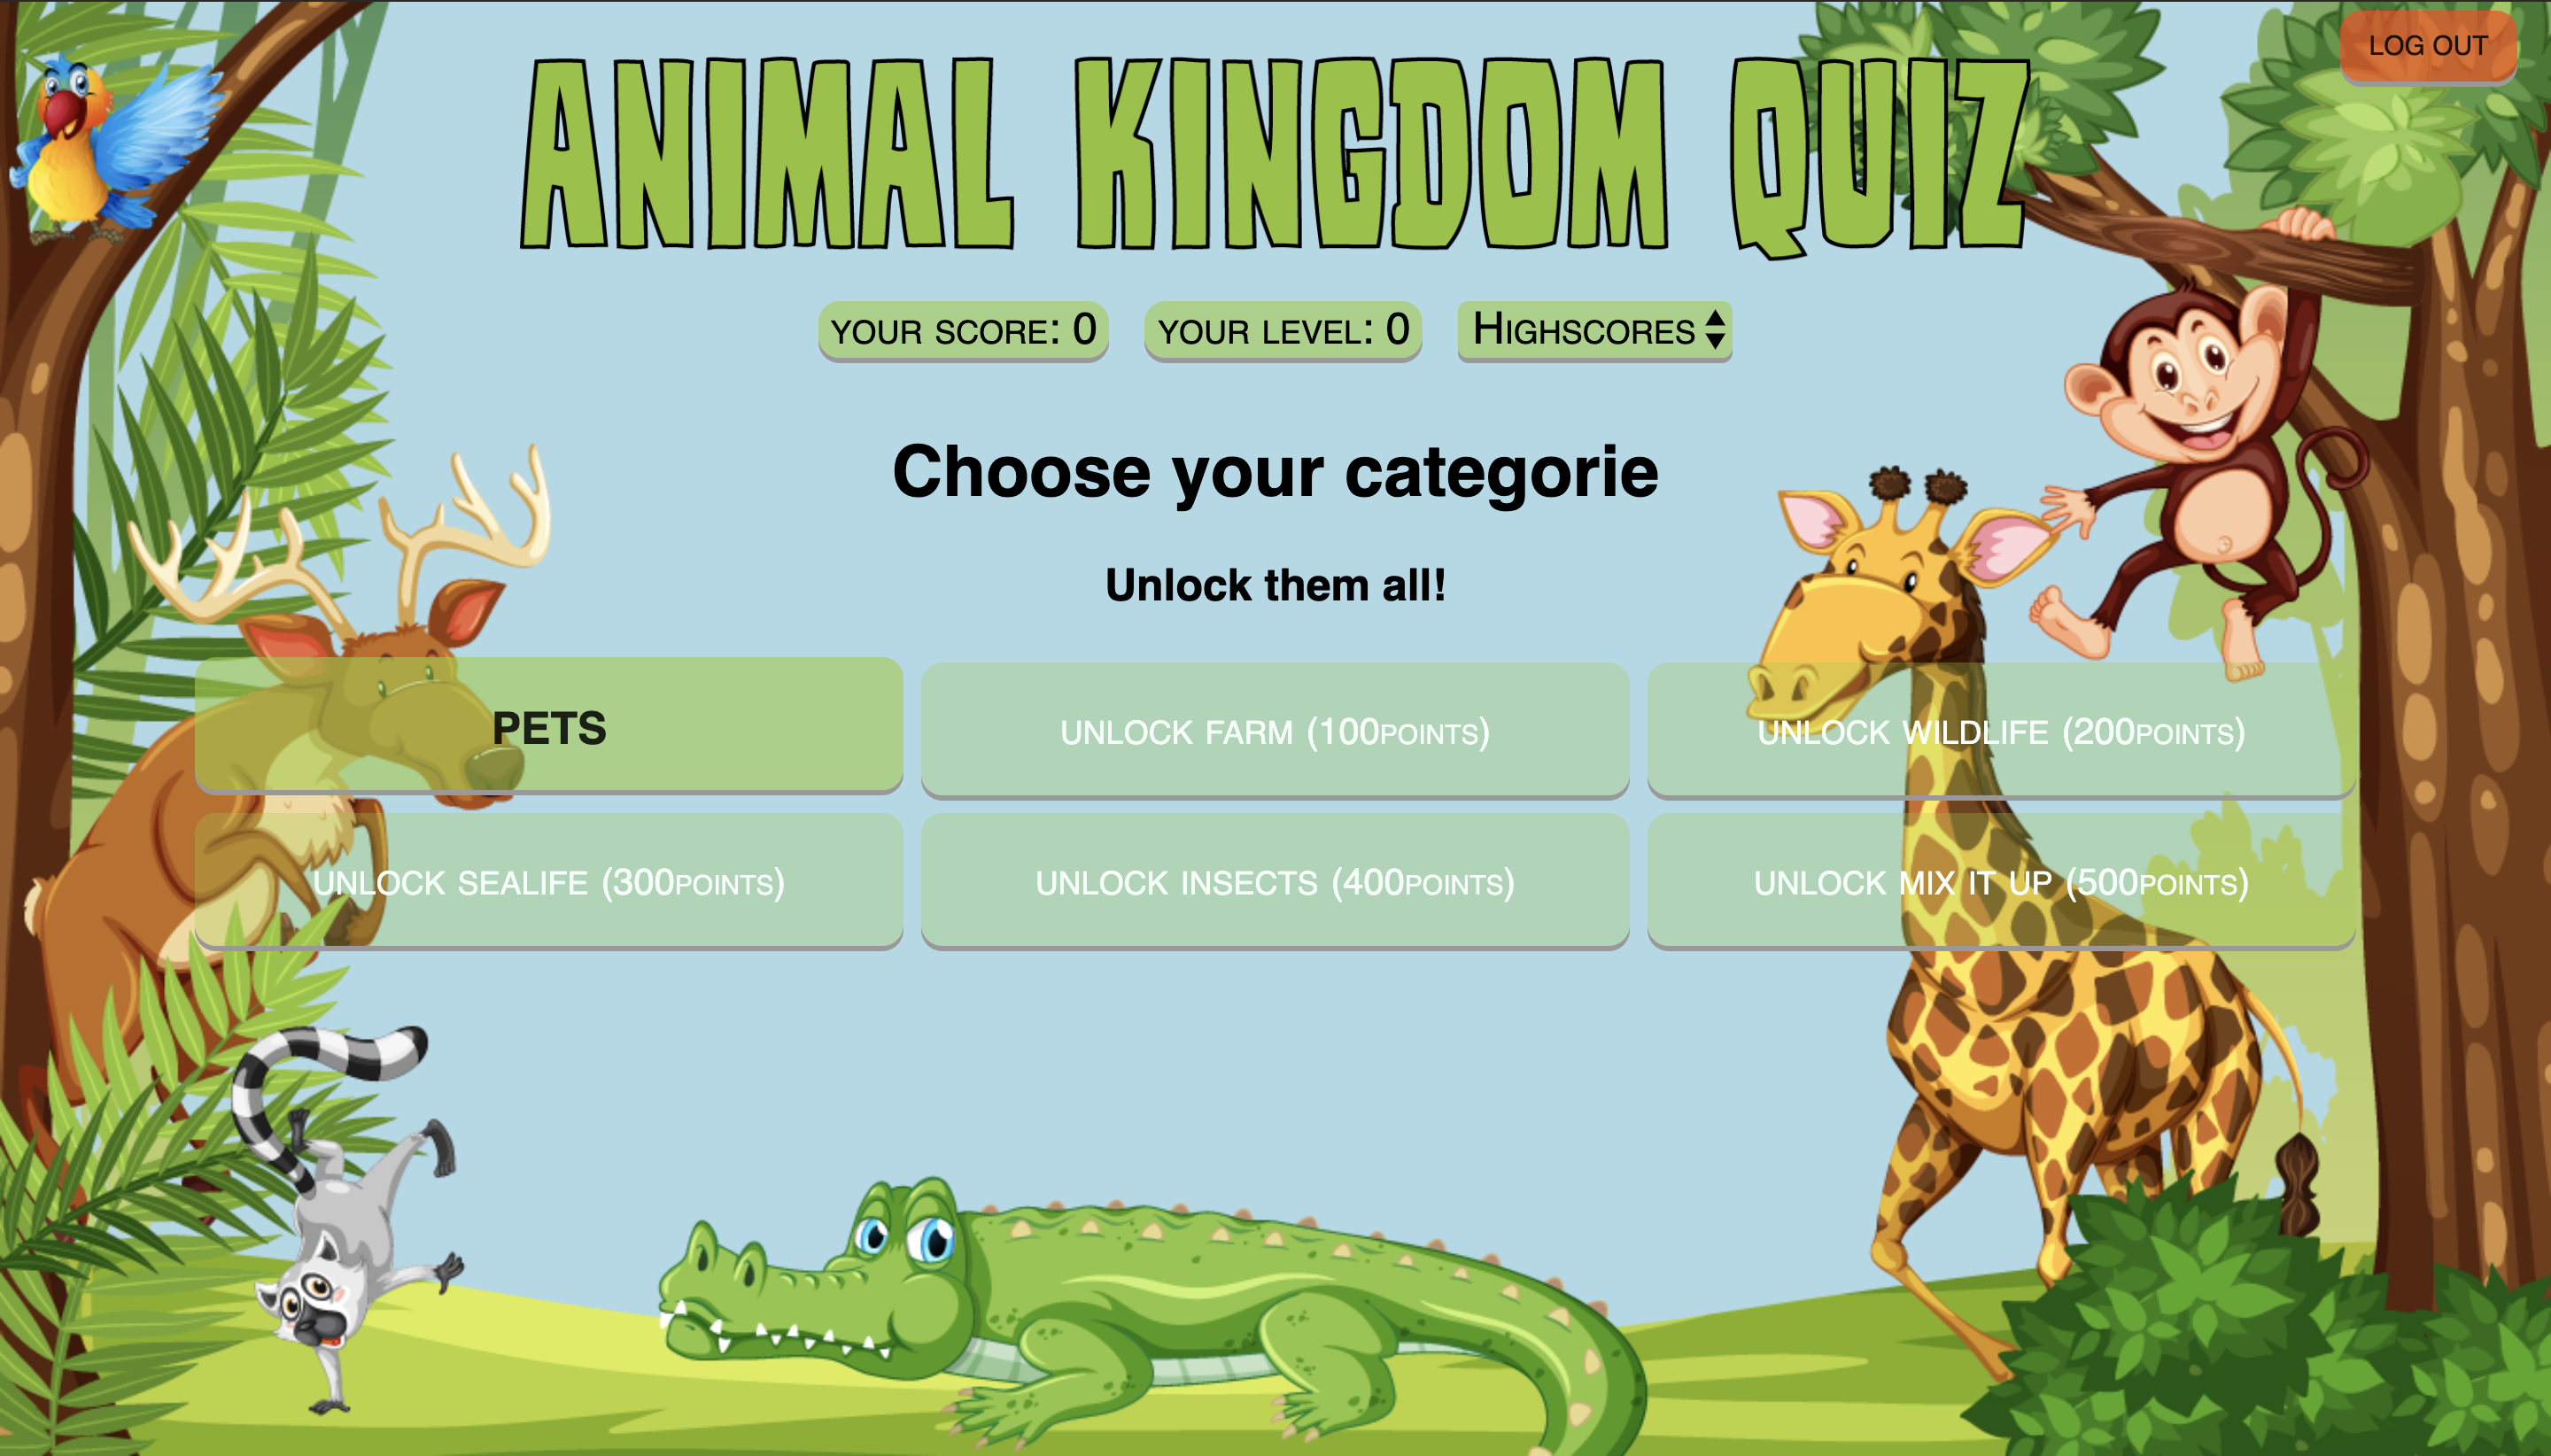 LOG OUT
ANIMAL KINGDOM QUIZ
YOUR SCORE: 0 YOUR LEVEL: 0 HIGHSCORES
Choose your categorie
Unlock them all!
PETS UNLOCK FARM (100POINTS) UNLOCK WILDLIFE (200POINTS)
UNLOCK SEALIFE (300POINTS) UNLOCK INSECTS (400POINTS) UNLOCK MIX IT UP (500POINTS)